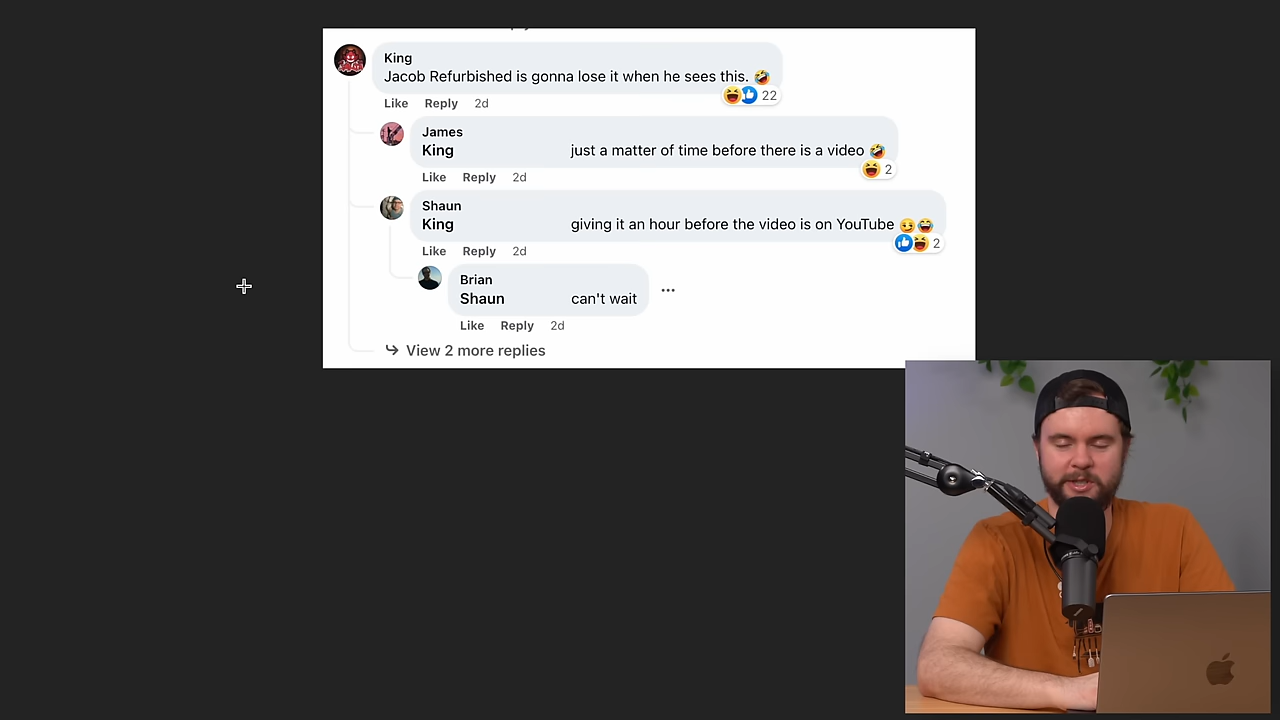 King
Jacob Refurbished is gonna lose it when he sees this. 🤣
22
Like Reply 2d
James
King just a matter of time before there is a video 🤣
2
Like Reply 2d
Shaun
King giving it an hour before the video is on YouTube 😏😂
2
Like Reply 2d
Brian
Shaun can't wait
Like Reply 2d
View 2 more replies